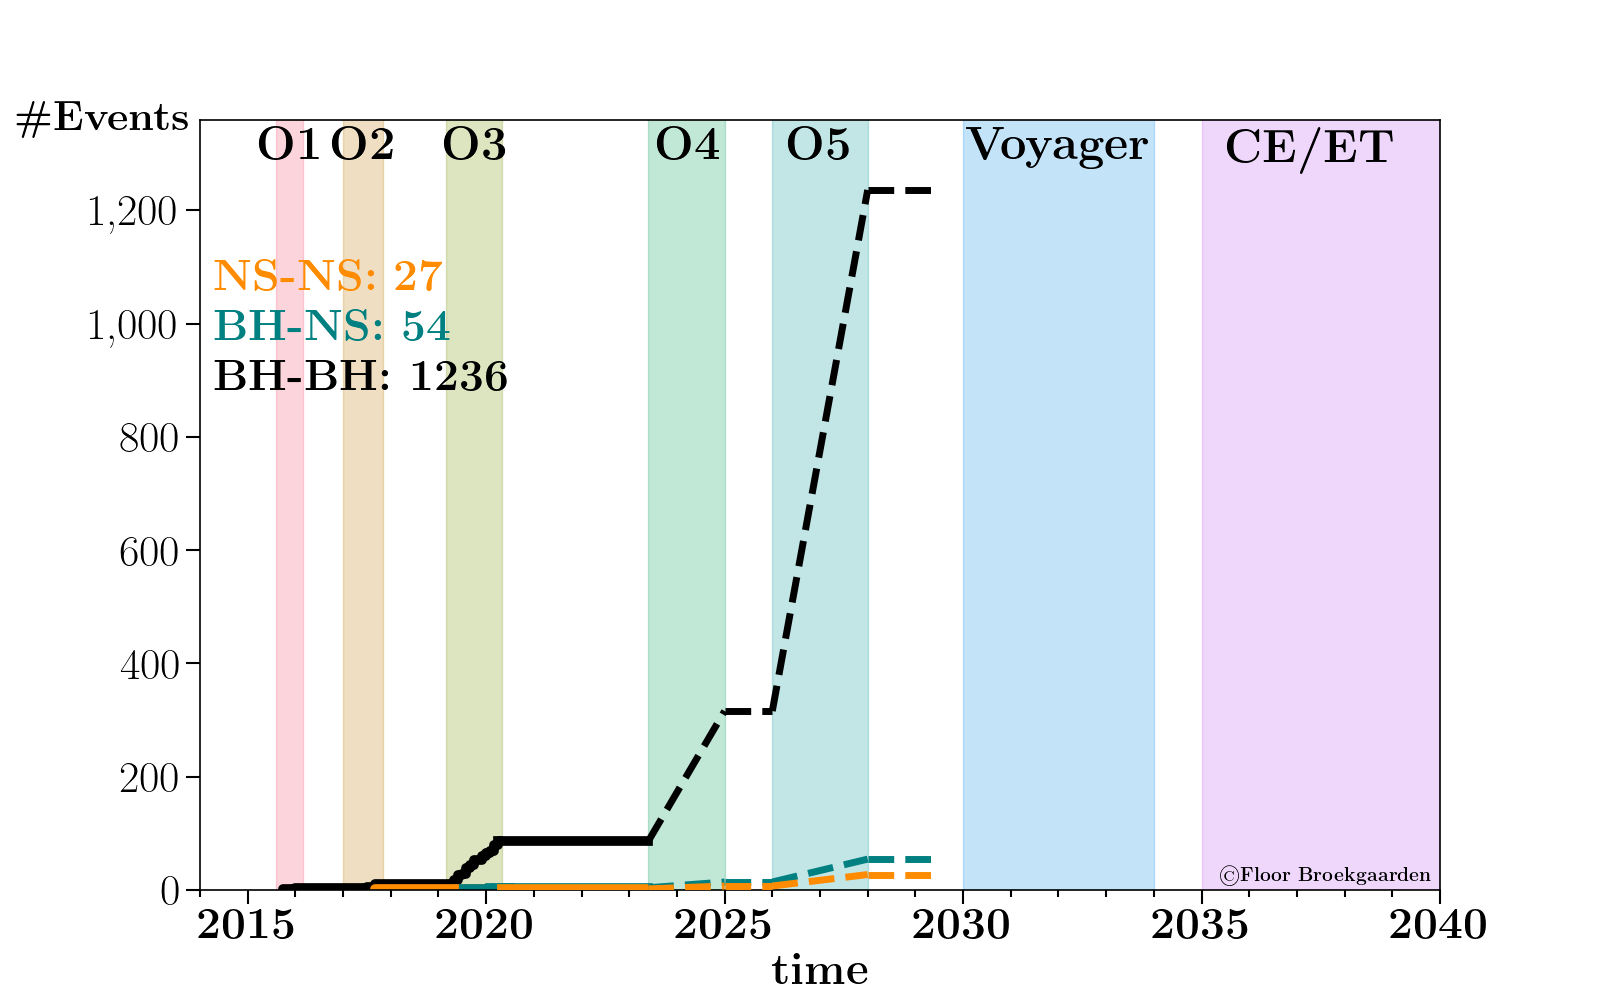 #Events
O1 O2 O3 O4 O5 Voyager CE/ET
1,200
NS-NS: 27
1,000
BH-NS: 54
BH-BH: 1236
800
600
400
200
0
©Floor Broekgaarden
2015 2020 2025 2030 2035 2040
time